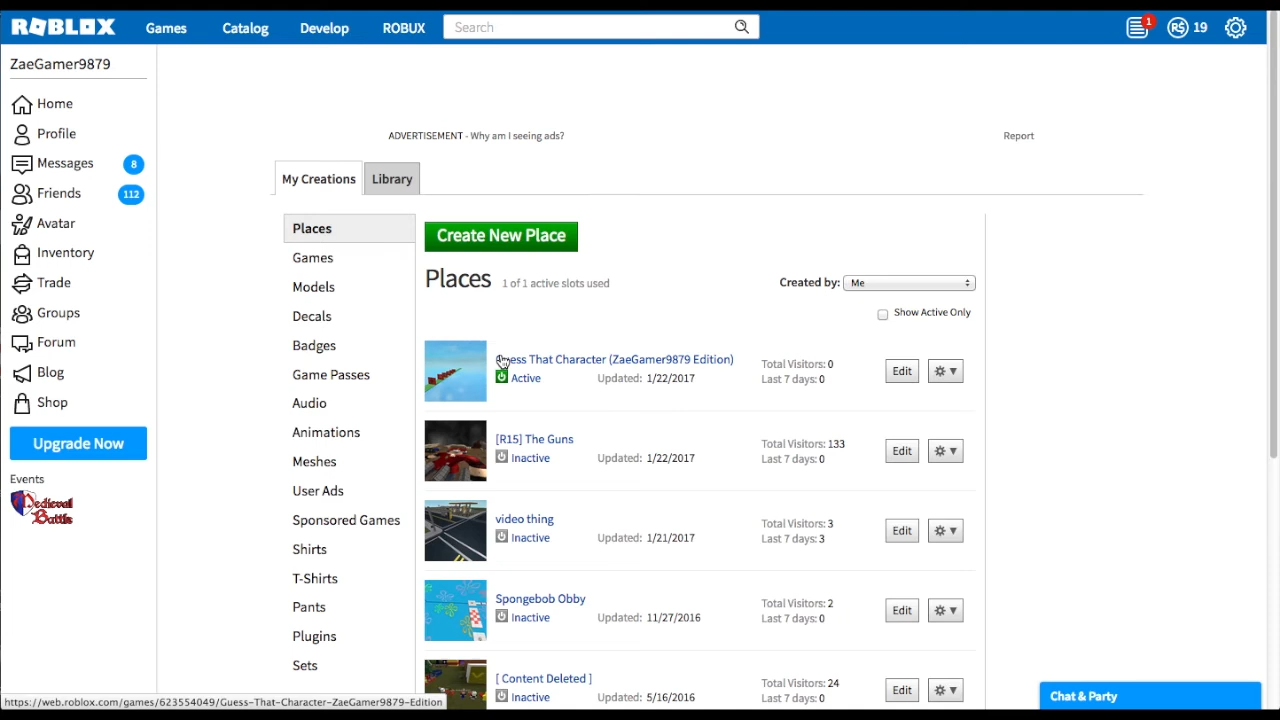 ROBLOX Games Catalog Develop ROBUX Search 1 R$ 19
ZaeGamer9879
Home
Profile
Messages 8
Friends 112
Avatar
Inventory
Trade
Groups
Forum
Blog
Shop
Upgrade Now
Events
Medieval
Battle
ADVERTISEMENT - Why am I seeing ads? Report
My Creations Library
Places
Games
Models
Decals
Badges
Game Passes
Audio
Animations
Meshes
User Ads
Sponsored Games
Shirts
T-Shirts
Pants
Plugins
Sets
Create New Place
Places 1 of 1 active slots used Created by: Me
Show Active Only
Guess That Character (ZaeGamer9879 Edition) Total Visitors: 0
Active Updated: 1/22/2017 Last 7 days: 0
Edit
[R15] The Guns Total Visitors: 133
Inactive Updated: 1/22/2017 Last 7 days: 0
Edit
video thing Total Visitors: 3
Inactive Updated: 1/21/2017 Last 7 days: 3
Edit
Spongebob Obby Total Visitors: 2
Inactive Updated: 11/27/2016 Last 7 days: 0
Edit
[ Content Deleted ] Total Visitors: 24
Inactive Updated: 5/16/2016 Last 7 days: 0
Edit
https://web.roblox.com/games/623554049/Guess-That-Character-ZaeGamer9879-Edition
Chat & Party